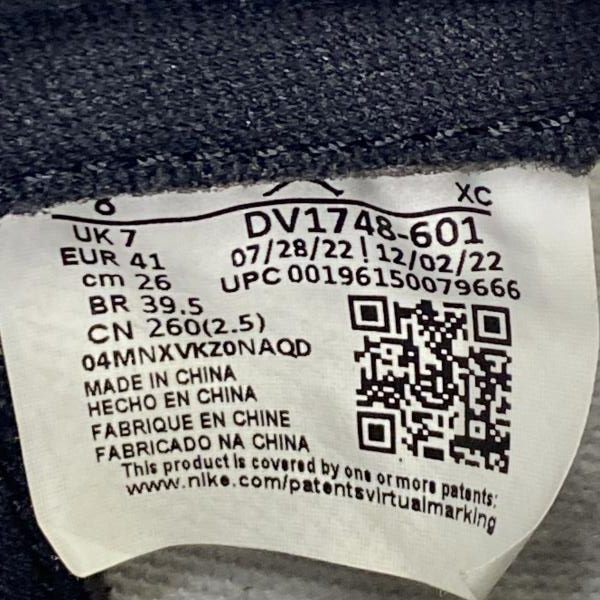 8 XC
UK 7 DV1748-601
EUR 41 07/28/22 ! 12/02/22
cm 26 UPC 00196150079666
BR 39.5
CN 260(2.5)
04MNXVKZ0NAQD
MADE IN CHINA
HECHO EN CHINA
FABRIQUE EN CHINE
FABRICADO NA CHINA
This product is covered by one or more patents:
www.nike.com/patentsvirtualmarking